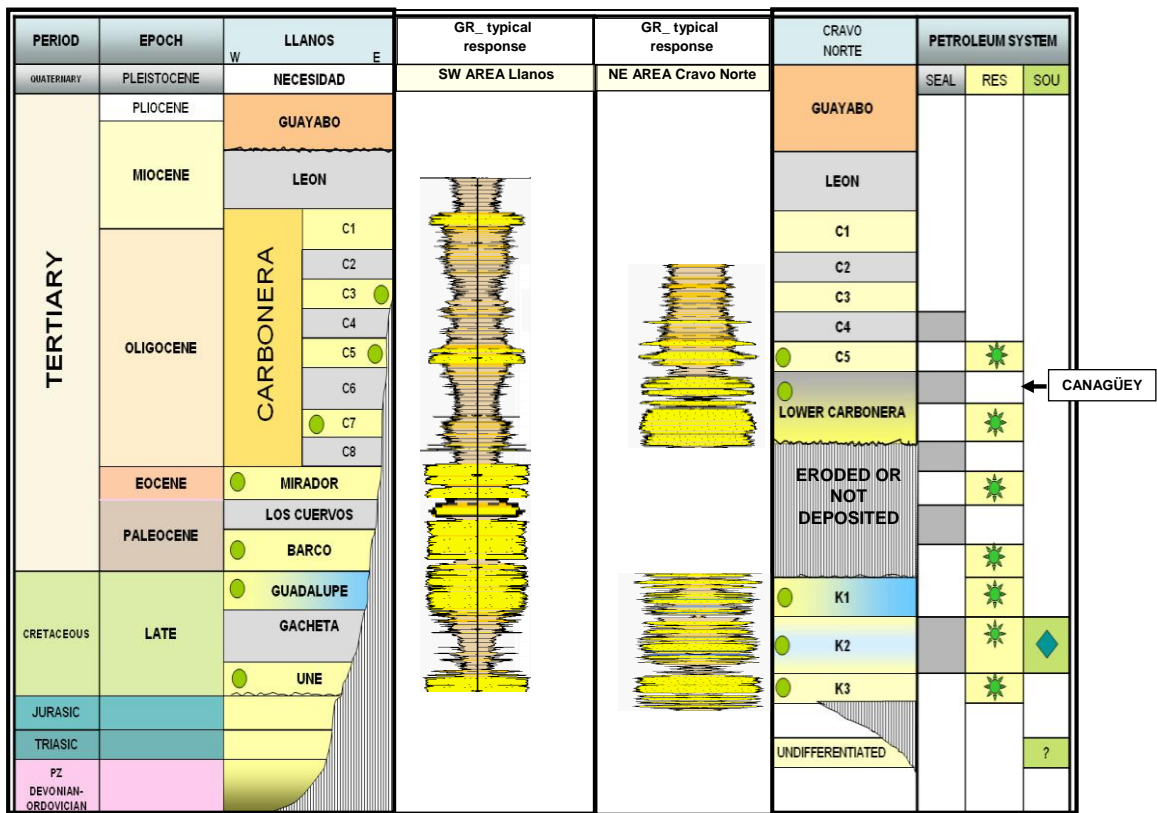 PERIOD
EPOCH
LLANOS
W
E
GR_ typical
response
GR_ typical
response
CRAVO
NORTE
PETROLEUM SYSTEM
QUATERNARY
PLEISTOCENE
NECESIDAD
SW AREA Llanos
NE AREA Cravo Norte
SEAL
RES
SOU
TERTIARY
PLIOCENE
GUAYABO
GUAYABO
MIOCENE
LEON
LEON
CARBONERA
C1
C1
C2
C2
C3
C3
C4
C4
OLIGOCENE
C5
C5
C6
CANAGÜEY
C7
LOWER CARBONERA
C8
EOCENE
MIRADOR
ERODED OR
NOT
DEPOSITED
LOS CUERVOS
PALEOCENE
BARCO
CRETACEOUS
LATE
GUADALUPE
K1
GACHETA
K2
UNE
K3
JURASIC
TRIASIC
UNDIFFERENTIATED
?
PZ
DEVONIAN-
ORDOVICIAN